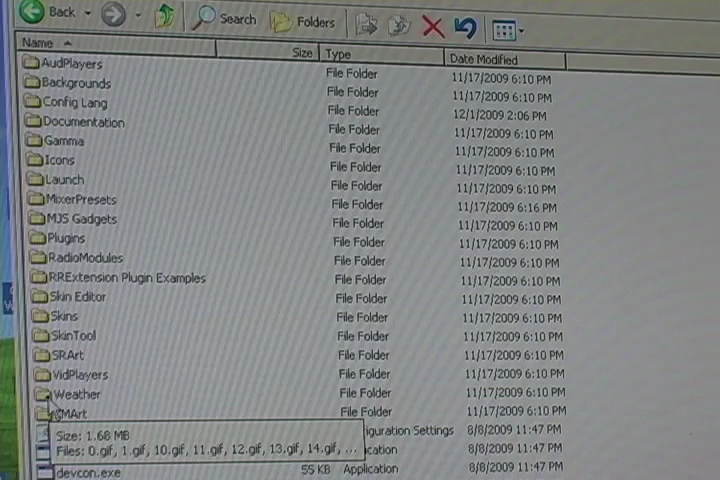 Back Search Folders
Name Size Type Date Modified
AudPlayers File Folder 11/17/2009 6:10 PM
Backgrounds File Folder 11/17/2009 6:10 PM
Config Lang File Folder 12/1/2009 2:06 PM
Documentation File Folder 11/17/2009 6:10 PM
Gamma File Folder 11/17/2009 6:10 PM
Icons File Folder 11/17/2009 6:10 PM
Launch File Folder 11/17/2009 6:10 PM
MixerPresets File Folder 11/17/2009 6:16 PM
MJS Gadgets File Folder 11/17/2009 6:10 PM
Plugins File Folder 11/17/2009 6:10 PM
RadioModules File Folder 11/17/2009 6:10 PM
RRExtension Plugin Examples File Folder 11/17/2009 6:10 PM
Skin Editor File Folder 11/17/2009 6:10 PM
Skins File Folder 11/17/2009 6:10 PM
SkinTool File Folder 11/17/2009 6:10 PM
SRArt File Folder 11/17/2009 6:10 PM
VidPlayers File Folder 11/17/2009 6:10 PM
Weather File Folder 11/17/2009 6:10 PM
MArt File Folder 11/17/2009 6:10 PM
Size: 1.68 MB iguration Settings 8/8/2009 11:47 PM
Files: 0.gif, 1.gif, 10.gif, 11.gif, 12.gif, 13.gif, 14.gif, ... cation 8/8/2009 11:47 PM
devcon.exe 55 KB Application 8/8/2009 11:47 PM